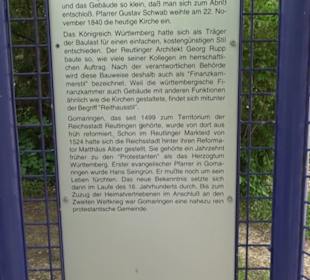 und das Gebäude so klein, daß man sich zum Abriß
entschloß. Pfarrer Gustav Schwab weihte am 22. No-
vember 1840 die heutige Kirche ein.
Das Königreich Württemberg hatte sich als Träger
der Baulast für einen einfachen, kostengünstigen Stil
entschieden. Der Reutlinger Architekt Georg Rupp
baute so, wie viele seiner Kollegen im herrschaftli-
chen Auftrag. Nach der verantwortlichen Behörde
wird diese Bauweise deshalb auch als "Finanzkam-
merstil" bezeichnet. Weil die württembergische Fi-
nanzkammer auch Gebäude mit anderen Funktionen
ähnlich wie die Kirchen gestaltete, findet sich mitunter
der Begriff
Gomaringen, das seit 1499 zum Territorium der
Reichsstadt Reutlingen gehörte, wurde von dort aus
früh reformiert. Schon im Reutlinger Markteid von
1524 hatte sich die Reichsstadt hinter ihren Reforma-
tor Matthäus Alber gestellt. Sie gehörte ein Jahrzehnt
früher zu den "Protestanten" als das Herzogtum
Württemberg. Erster evangelischer Pfarrer in Goma-
ringen wurde Hans Seingrün. Er mußte noch um sein
Leben fürchten. Das neue Bekenntnis setzte sich
dann im Laufe des 16. Jahrhunderts durch. Bis zum
Zuzug der Heimatvertriebenen im Anschluß an den
Zweiten Weltkrieg war Gomaringen eine nahezu rein
protestantische Gemeinde.